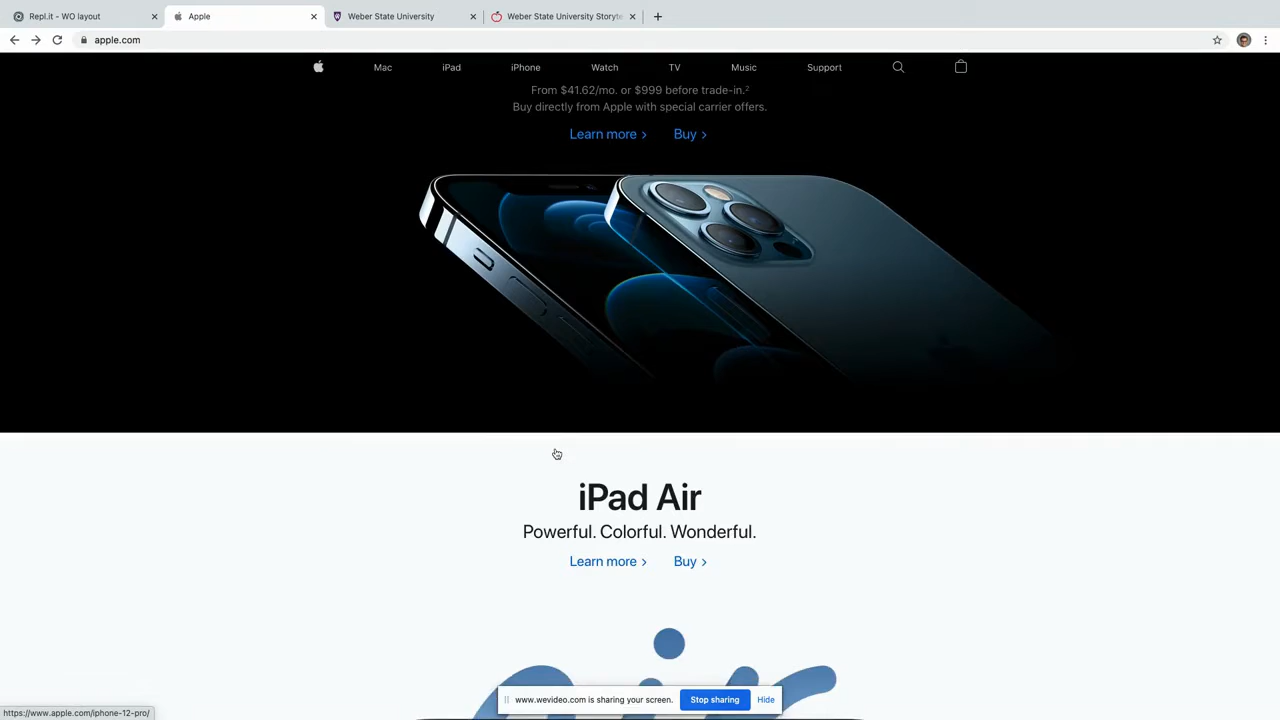 Repl.it - WO layout
Apple
Weber State University
Weber State University Storyte
apple.com
Mac iPad iPhone Watch TV Music Support
From $41.62/mo. or $999 before trade-in.²
Buy directly from Apple with special carrier offers.
Learn more > Buy >
iPad Air
Powerful. Colorful. Wonderful.
Learn more > Buy >
air
www.wevideo.com is sharing your screen. Stop sharing Hide
https://www.apple.com/iphone-12-pro/